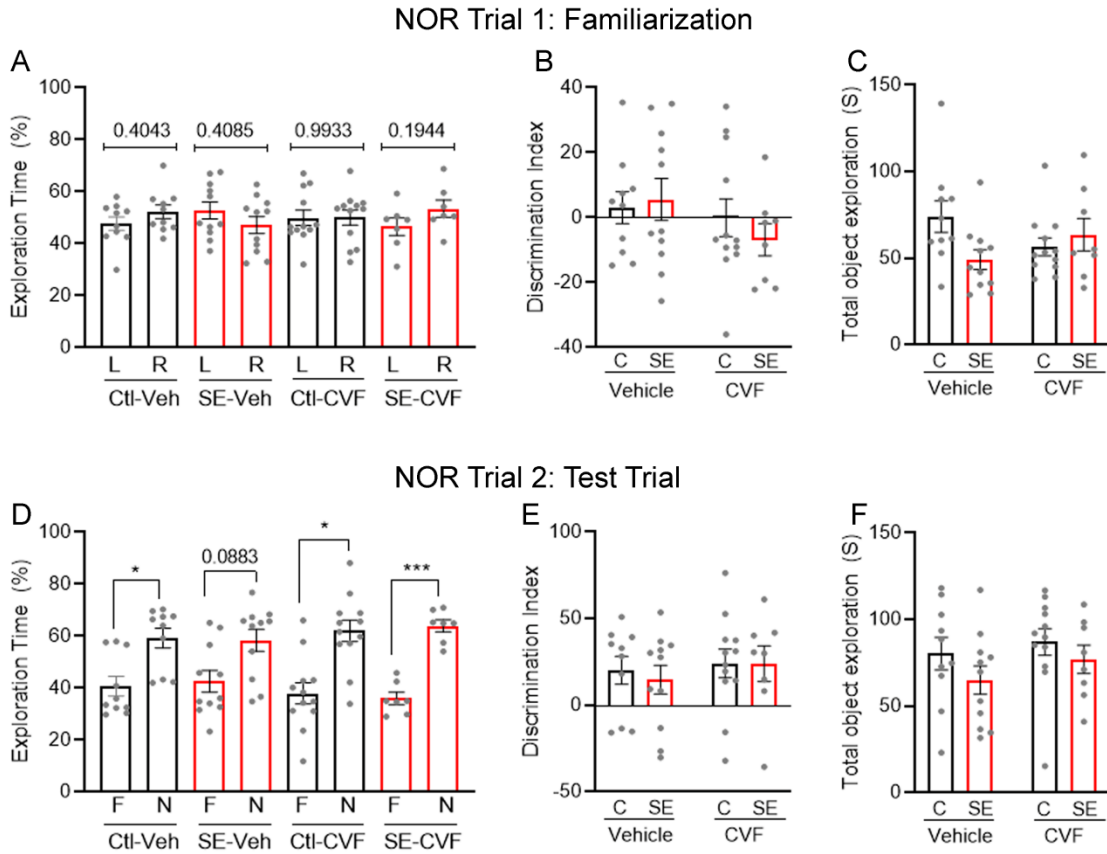 NOR Trial 1: Familiarization
A
Exploration Time (%)
100
80
60
40
20
0
0.4043
0.4085
0.9933
0.1944
L R L R L R L R
Ctl-Veh SE-Veh Ctl-CVF SE-CVF
B
Discrimination Index
40
20
0
-20
-40
C SE C SE
Vehicle CVF
C
Total object exploration (S)
150
100
50
0
C SE C SE
Vehicle CVF
NOR Trial 2: Test Trial
D
Exploration Time (%)
100
80
60
40
20
0
*
0.0883
*
***
F N F N F N F N
Ctl-Veh SE-Veh Ctl-CVF SE-CVF
E
Discrimination Index
100
50
0
-50
C SE C SE
Vehicle CVF
F
Total object exploration (S)
150
100
50
0
C SE C SE
Vehicle CVF